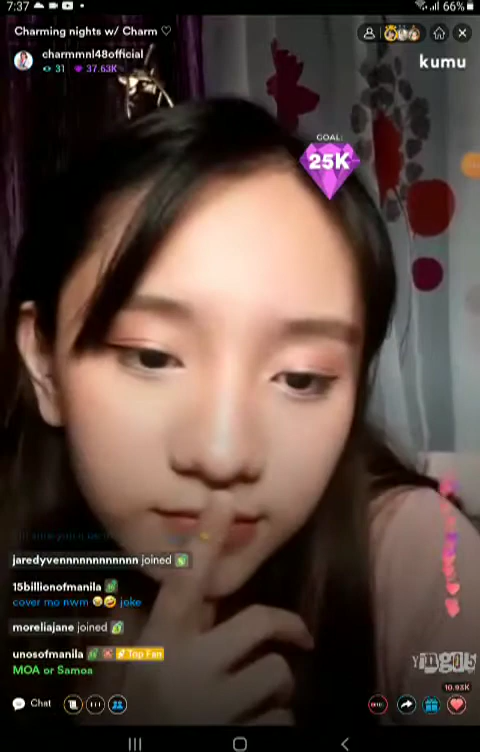 7:37
66%
Charming nights w/ Charm ♡
charmmnl48official
31 37.63K
kumu
GOAL:
25K
jaredyvennnnnnnnnnnn joined
15billionofmanila
cover mo nwm 😂🤣 joke
moreliajane joined
unosofmanila Top Fan
MOA or Samoa
10.93K
Chat